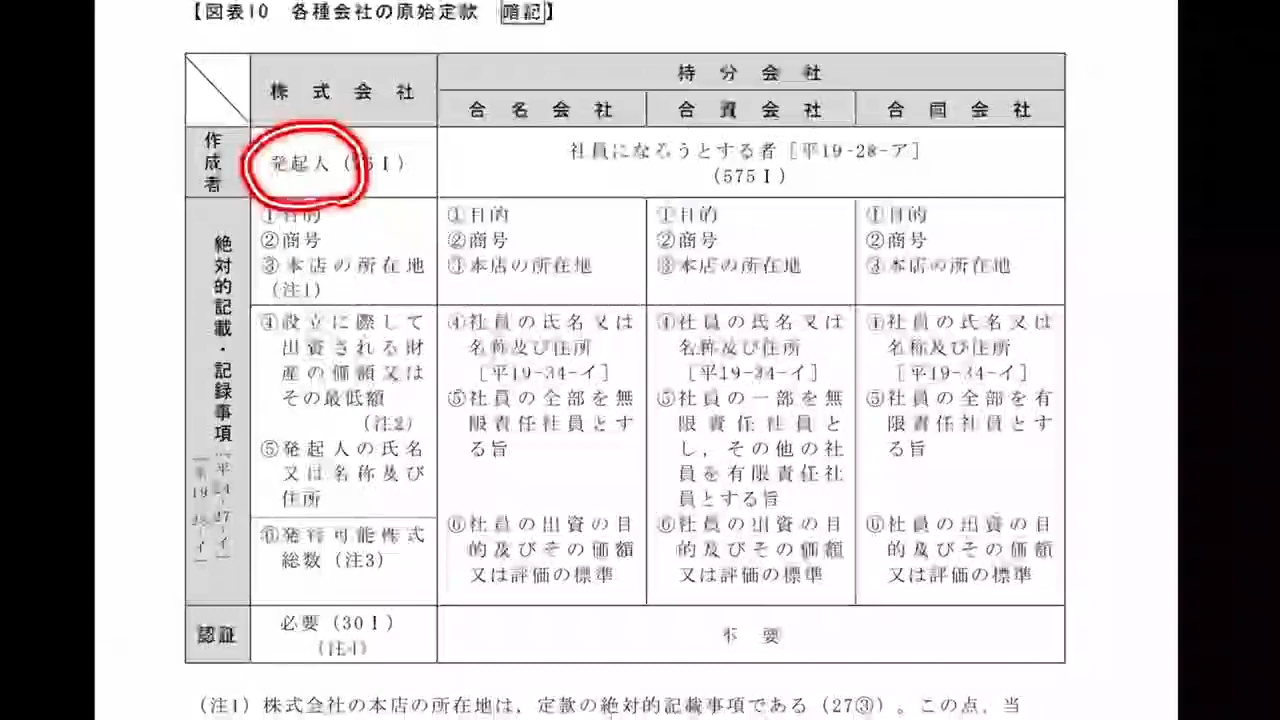 【図表10 各種会社の原始定款 暗記】
株式会社
持分会社
合名会社
合資会社
合同会社
作成者
発起人(26Ⅰ)
社員になろうとする者[平19-28-ア]
(575Ⅰ)
絶対的記載・記録事項
①目的
②商号
③本店の所在地
(注1)
④設立に際して
出資される財
産の価額又は
その最低額
(注2)
⑤発起人の氏名
又は名称及び
住所
⑥発行可能株式
総数(注3)
①目的
②商号
③本店の所在地
④社員の氏名又は
名称及び住所
[平19-34-イ]
⑤社員の全部を無
限責任社員とす
る旨
⑥社員の出資の目
的及びその価額
又は評価の標準
①目的
②商号
③本店の所在地
④社員の氏名又は
名称及び住所
[平19-34-イ]
⑤社員の一部を無
限責任社員と
し、その他の社
員を有限責任社
員とする旨
⑥社員の出資の目
的及びその価額
又は評価の標準
①目的
②商号
③本店の所在地
④社員の氏名又は
名称及び住所
[平19-34-イ]
⑤社員の全部を有
限責任社員とす
る旨
⑥社員の出資の目
的及びその価額
又は評価の標準
認証
必要(30Ⅰ)
(注4)
不要
(注1)株式会社の本店の所在地は、定款の絶対的記載事項である(27③)。この点、当